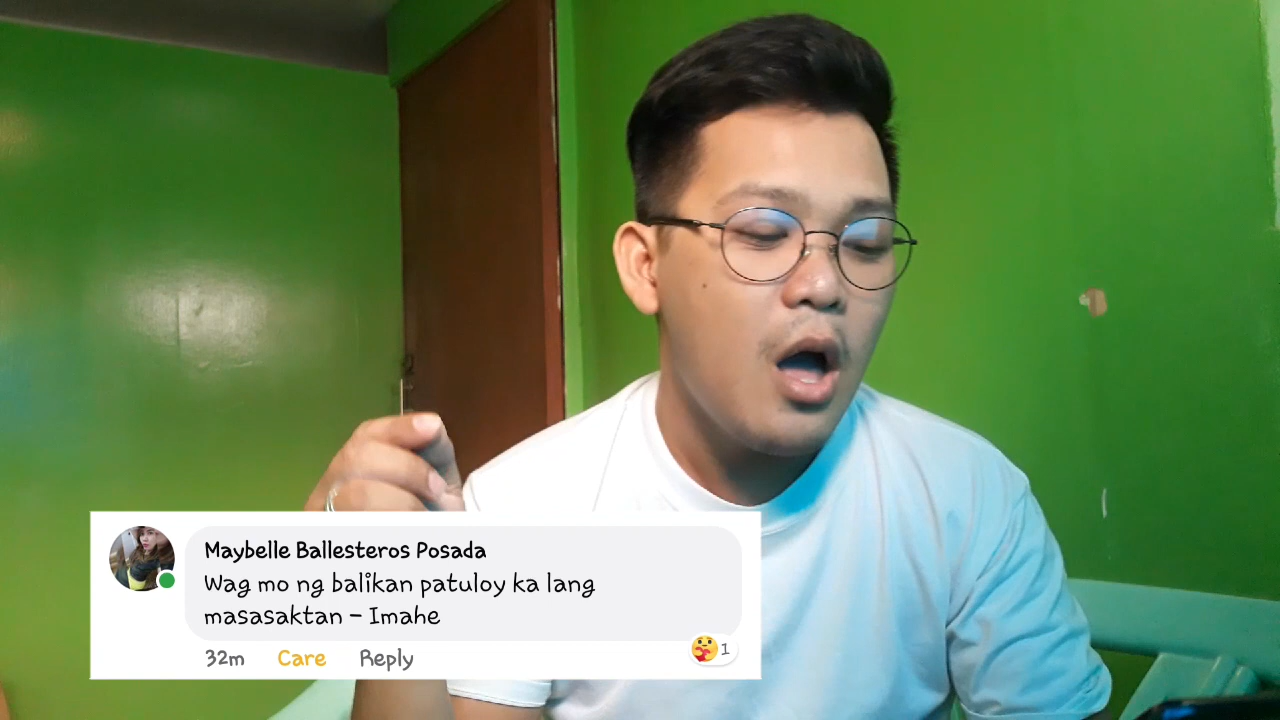 Maybelle Ballesteros Posada
Wag mo ng balikan patuloy ka lang
masasaktan - Imahe
32m Care Reply 1